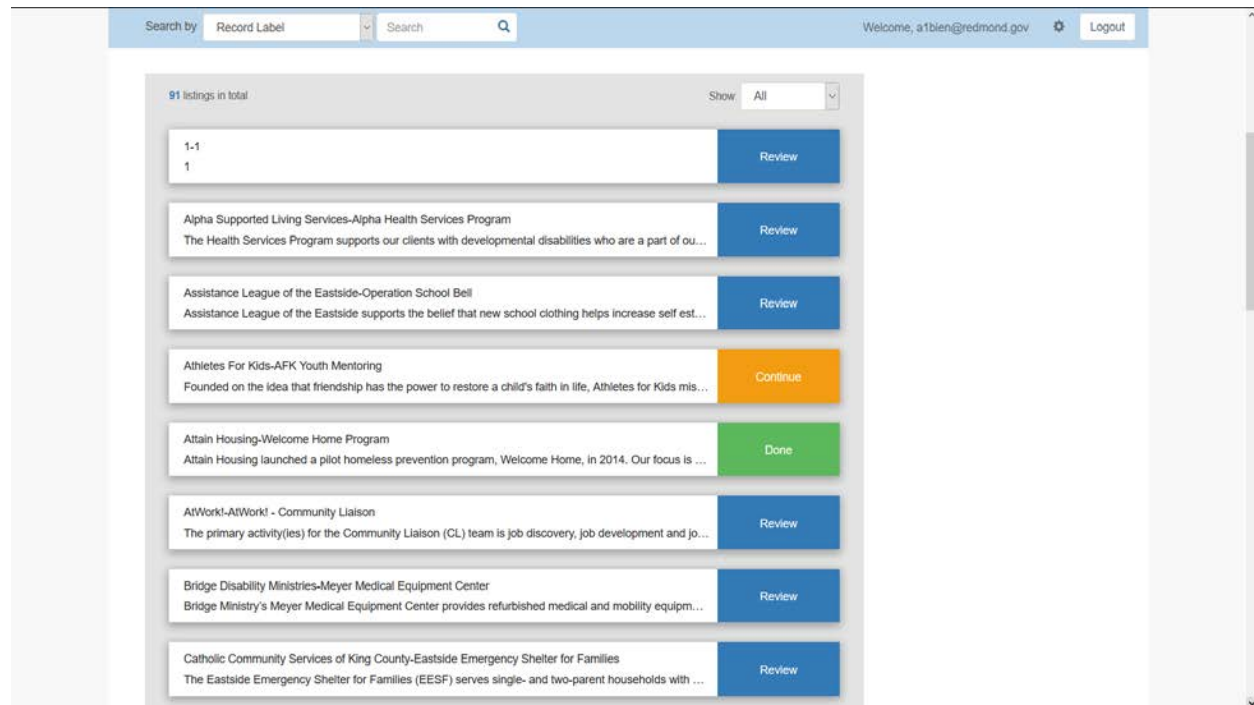 Search by Record Label Search Welcome, a1bien@redmond.gov Logout
91 listings in total Show All
1-1
1
Review
Alpha Supported Living Services-Alpha Health Services Program
The Health Services Program supports our clients with developmental disabilities who are a part of ou...
Review
Assistance League of the Eastside-Operation School Bell
Assistance League of the Eastside supports the belief that new school clothing helps increase self est...
Review
Athletes For Kids-AFK Youth Mentoring
Founded on the idea that friendship has the power to restore a child's faith in life, Athletes for Kids mis...
Continue
Attain Housing-Welcome Home Program
Attain Housing launched a pilot homeless prevention program, Welcome Home, in 2014. Our focus is ...
Done
AtWork!-AtWork! - Community Liaison
The primary activity(ies) for the Community Liaison (CL) team is job discovery, job development and jo...
Review
Bridge Disability Ministries-Meyer Medical Equipment Center
Bridge Ministry's Meyer Medical Equipment Center provides refurbished medical and mobility equipm...
Review
Catholic Community Services of King County-Eastside Emergency Shelter for Families
The Eastside Emergency Shelter for Families (EESF) serves single- and two-parent households with ...
Review